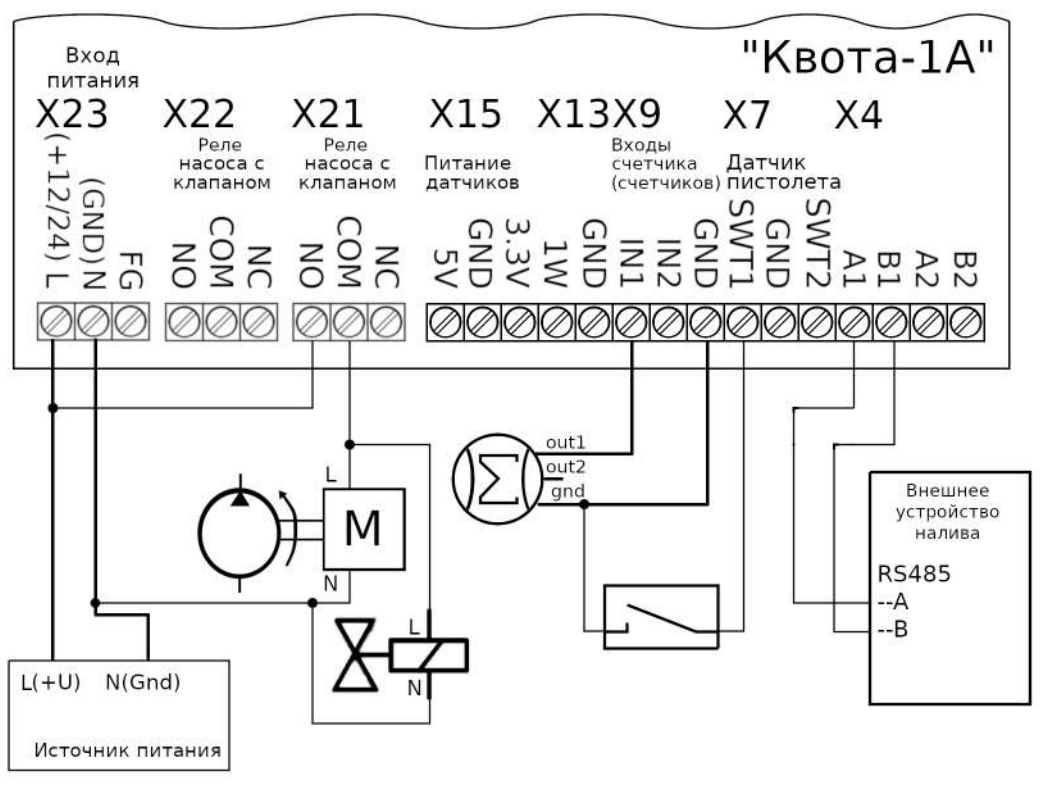 "Квота-1А"
Вход
питания
X23
X22
X21
X15
X13
X9
X7
X4
Реле
насоса с
клапаном
Реле
насоса с
клапаном
Питание
датчиков
Входы
счетчика
(счетчиков)
Датчик
пистолета
(+12/24) L
(GND) N
FG
NO
COM
NC
NO
COM
NC
5V
GND
3.3V
1W
GND
IN1
IN2
GND
SWT1
GND
SWT2
A1
B1
A2
B2
out1
out2
gnd
L
M
N
L
N
Внешнее
устройство
налива
RS485
--A
--B
L(+U) N(Gnd)
Источник питания